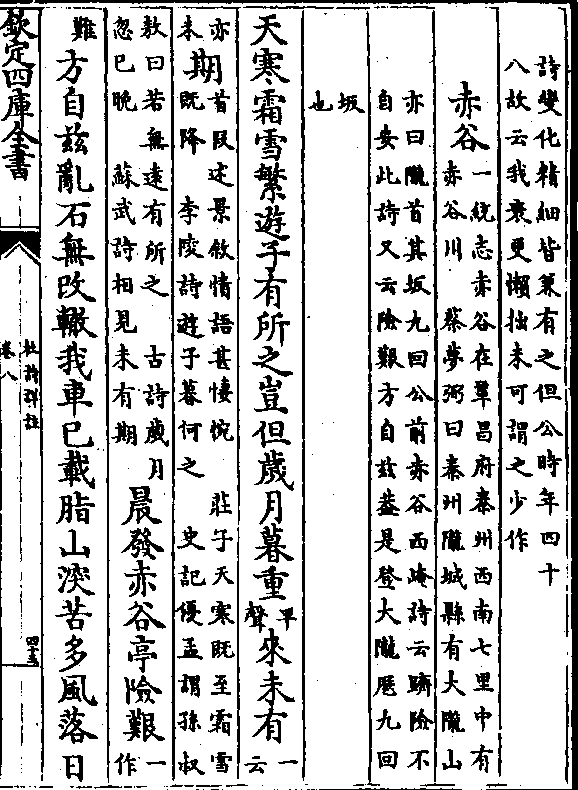 詩變化精細皆兼有之但公時年四十
八故云我衰更懶拙未可謂之少作
赤谷
一統志赤谷在鞏昌府秦州西南七里中有
赤谷川　蔡夢弼曰秦州隴城縣有大隴山
亦曰隴首其坂九回公前赤谷西崦詩云躋險不
自安此詩又云險艱方自兹葢是登大隴歷九回
坂
也
天寒霜雪繁遊子有所之豈但歲月暮重平聲來未有一云
亦未期
首段述景敘情語甚悽惋　莊子天寒既至霜雪
既降　李陵詩遊子暮何之　史記優孟謂孫叔
敖曰若無遠有所之　古詩歲月
忽已晚　蘇武詩相見未有期
晨發赤谷亭險艱一作
難方自兹亂石無改轍我車已載脂山深苦多風落日
欽定四庫全書
杜詩詳註
卷八
四十三